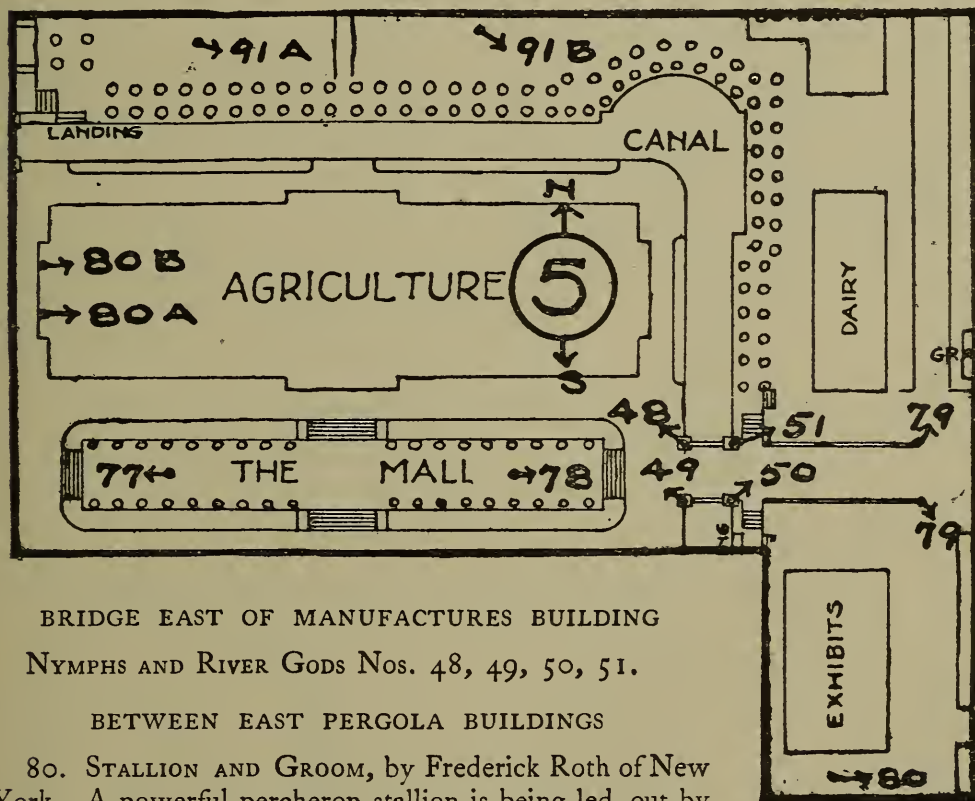 91A 91B
LANDING
CANAL
N
80B
AGRICULTURE 5
80A
DAIRY
S
48 51 79
77 THE MALL 78 49 50
79
BRIDGE EAST OF MANUFACTURES BUILDING
NYMPHS AND RIVER GODS Nos. 48, 49, 50, 51.
EXHIBITS
BETWEEN EAST PERGOLA BUILDINGS
80. STALLION AND GROOM, by Frederick Roth of New
80
York. A powerful percheron stallion is being led out by